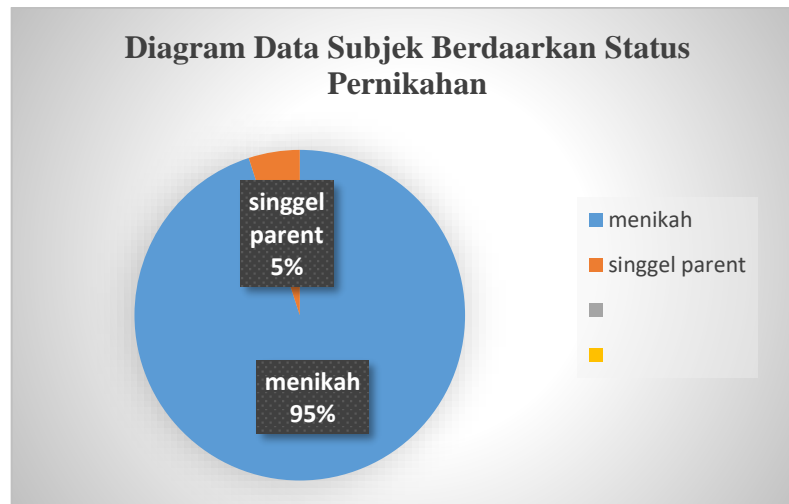 Diagram Data Subjek Berdaarkan Status
Pernikahan
singgel
parent
5%
menikah
95%
menikah
singgel parent